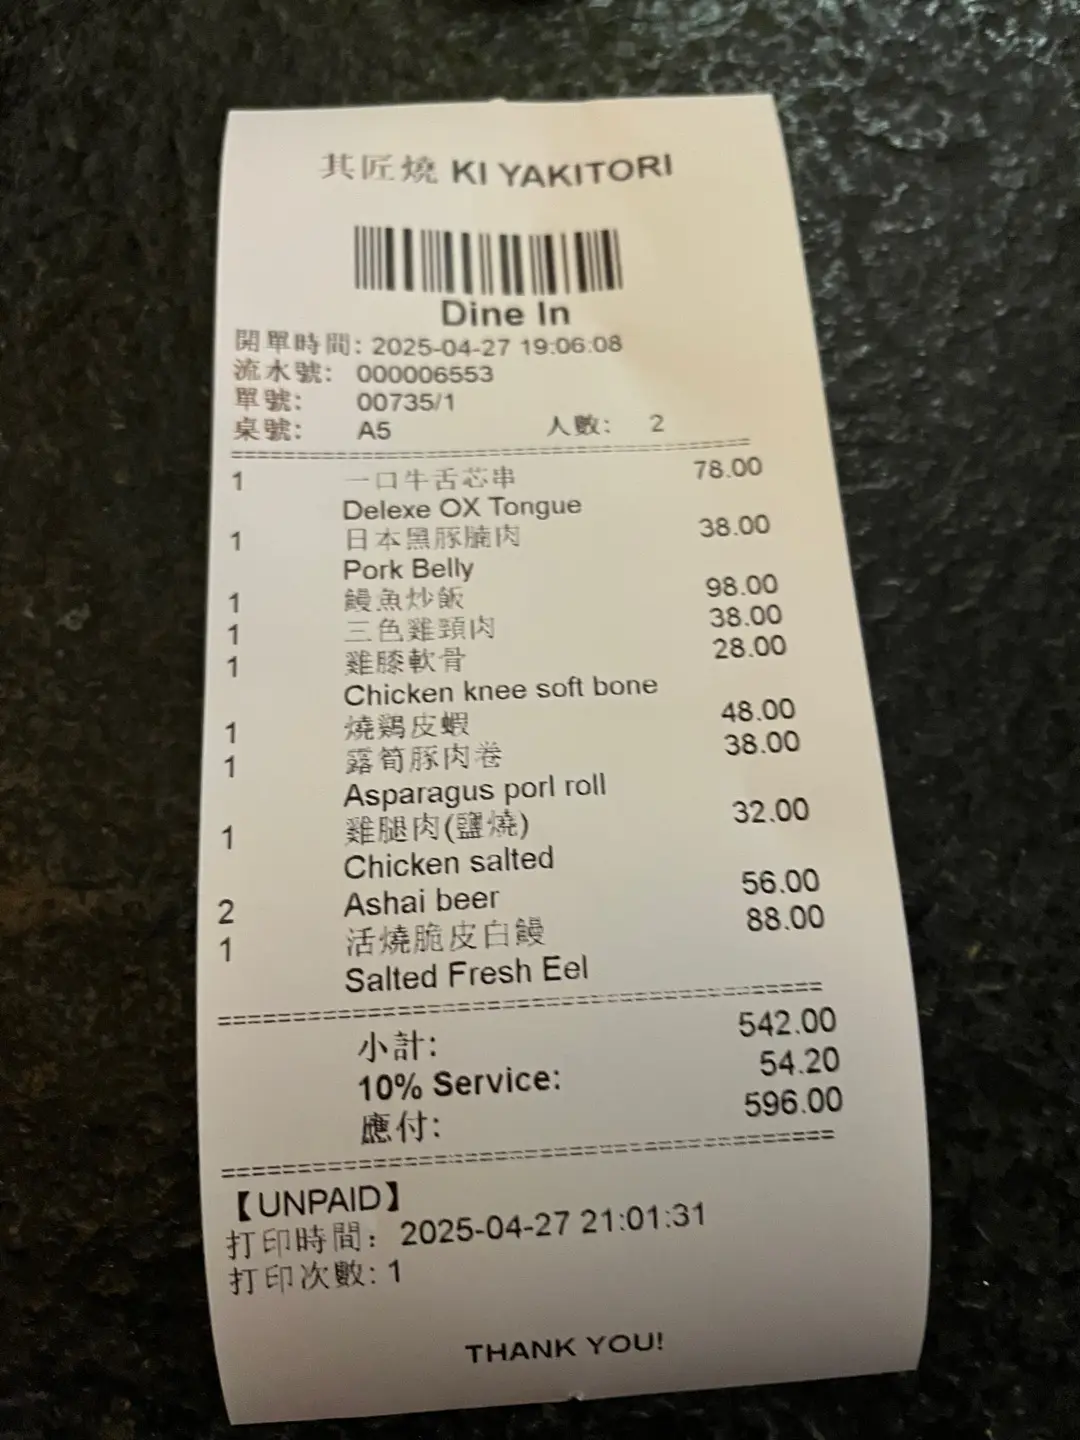 其匠燒 KI YAKITORI
Dine In
開單時間: 2025-04-27 19:06:08
流水號: 000006553
單號: 00735/1
桌號: A5 人數: 2
1 一口牛舌芯串 78.00
Delexe OX Tongue
1 日本黑豚腩肉 38.00
Pork Belly
1 鰻魚炒飯 98.00
1 三色雞頸肉 38.00
1 雞膝軟骨 28.00
Chicken knee soft bone
1 燒鷄皮蝦 48.00
1 露筍豚肉卷 38.00
Asparagus porl roll
1 雞腿肉(鹽燒) 32.00
Chicken salted
2 Ashai beer 56.00
1 活燒脆皮白鰻 88.00
Salted Fresh Eel
小計: 542.00
10% Service: 54.20
應付: 596.00
【UNPAID】
打印時間: 2025-04-27 21:01:31
打印次數: 1
THANK YOU!